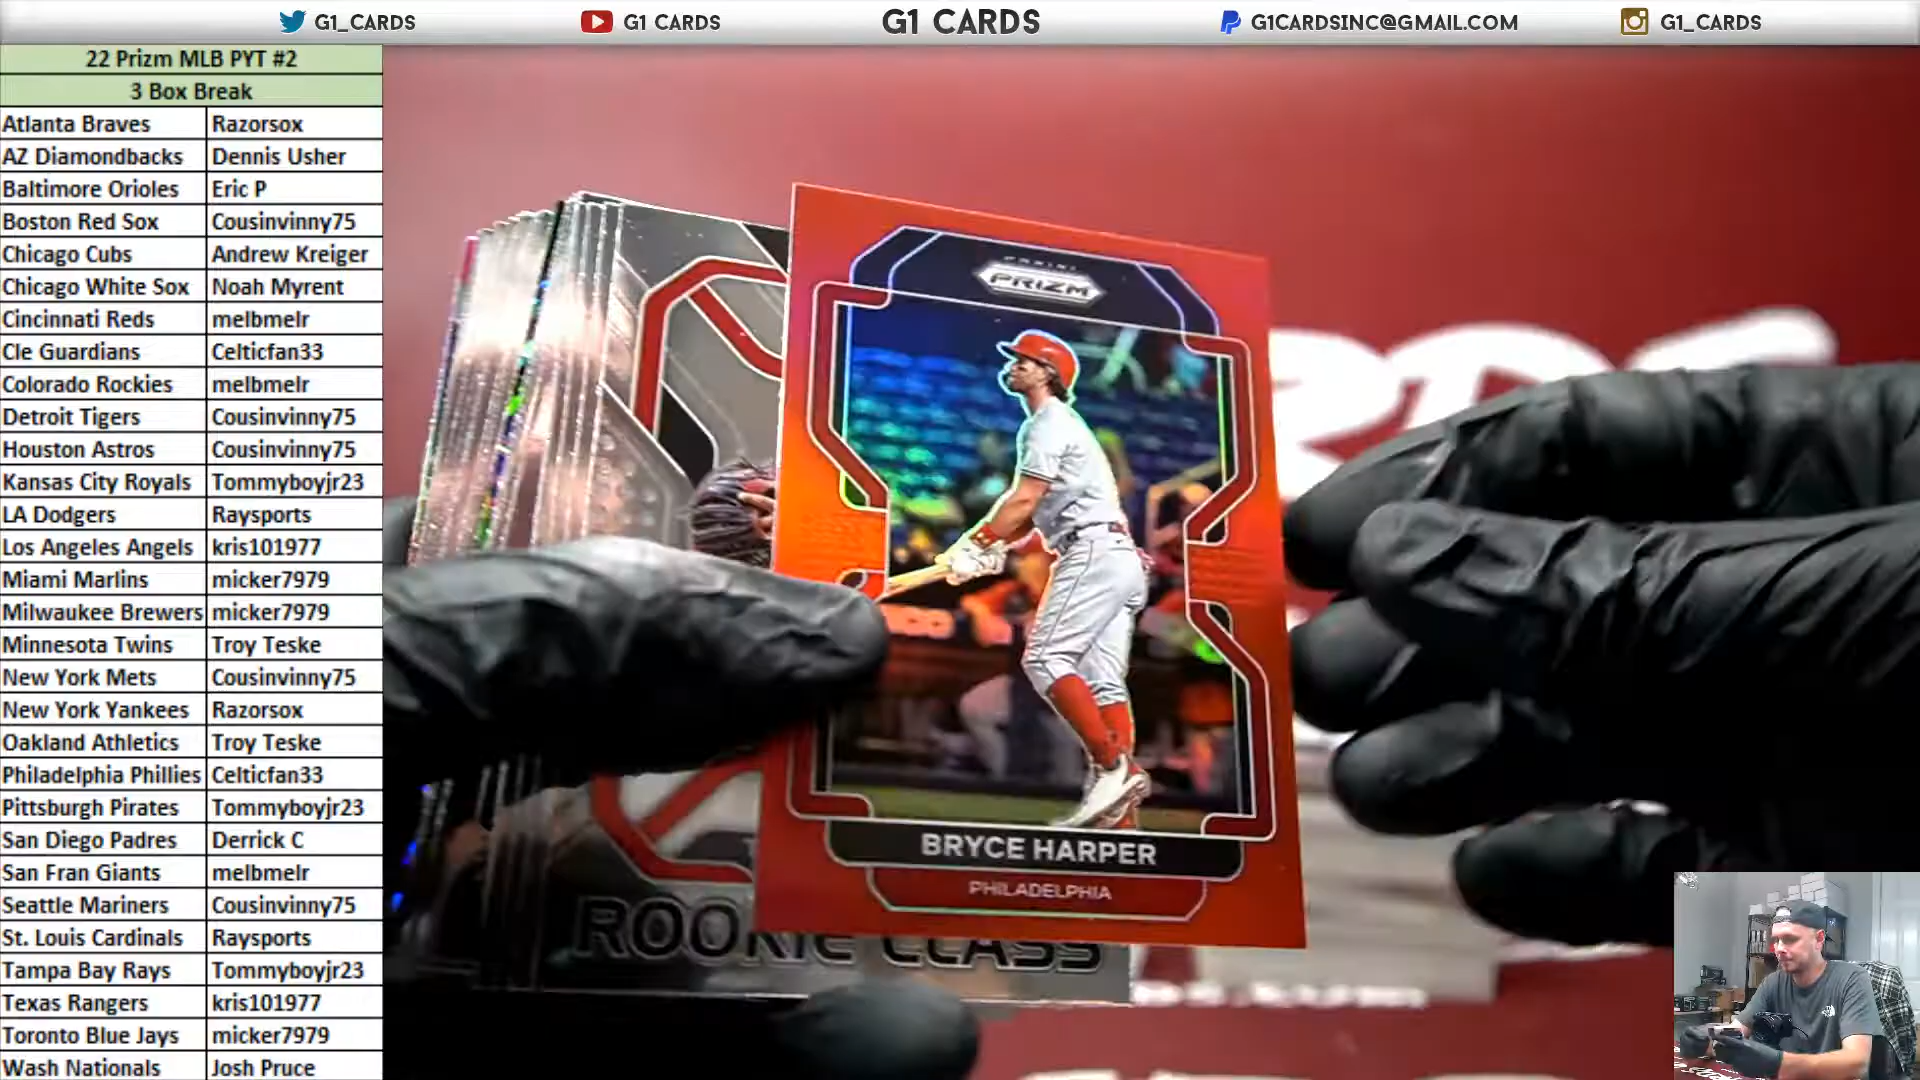 G1_CARDS
G1 CARDS
G1 CARDS
G1CARDSINC@GMAIL.COM
G1_CARDS
22 Prizm MLB PYT #2
3 Box Break
Atlanta Braves Razorsox
AZ Diamondbacks Dennis Usher
Baltimore Orioles Eric P
Boston Red Sox Cousinvinny75
Chicago Cubs Andrew Kreiger
Chicago White Sox Noah Myrent
Cincinnati Reds melbmelr
Cle Guardians Celticfan33
Colorado Rockies melbmelr
Detroit Tigers Cousinvinny75
Houston Astros Cousinvinny75
Kansas City Royals Tommyboyjr23
LA Dodgers Raysports
Los Angeles Angels kris101977
Miami Marlins micker7979
Milwaukee Brewers micker7979
Minnesota Twins Troy Teske
New York Mets Cousinvinny75
New York Yankees Razorsox
Oakland Athletics Troy Teske
Philadelphia Phillies Celticfan33
Pittsburgh Pirates Tommyboyjr23
San Diego Padres Derrick C
San Fran Giants melbmelr
Seattle Mariners Cousinvinny75
St. Louis Cardinals Raysports
Tampa Bay Rays Tommyboyjr23
Texas Rangers kris101977
Toronto Blue Jays micker7979
Wash Nationals Josh Pruce
PANINI
PRIZM
BRYCE HARPER
PHILADELPHIA
ROOKIE CLASS